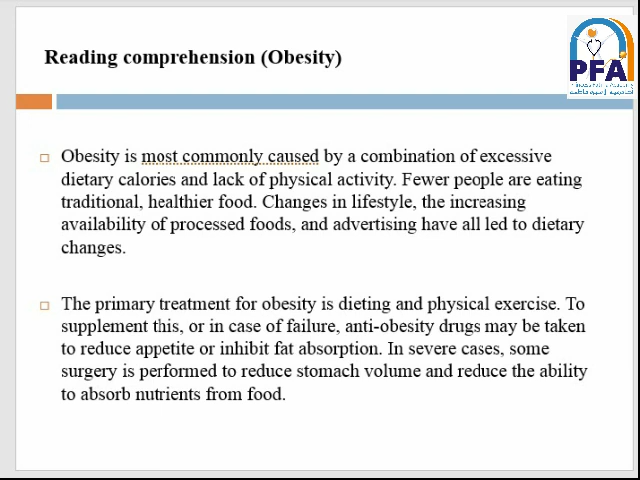 Reading comprehension (Obesity)
PFA
Obesity is most commonly caused by a combination of excessive
dietary calories and lack of physical activity. Fewer people are eating
traditional, healthier food. Changes in lifestyle, the increasing
availability of processed foods, and advertising have all led to dietary
changes.
The primary treatment for obesity is dieting and physical exercise. To
supplement this, or in case of failure, anti-obesity drugs may be taken
to reduce appetite or inhibit fat absorption. In severe cases, some
surgery is performed to reduce stomach volume and reduce the ability
to absorb nutrients from food.